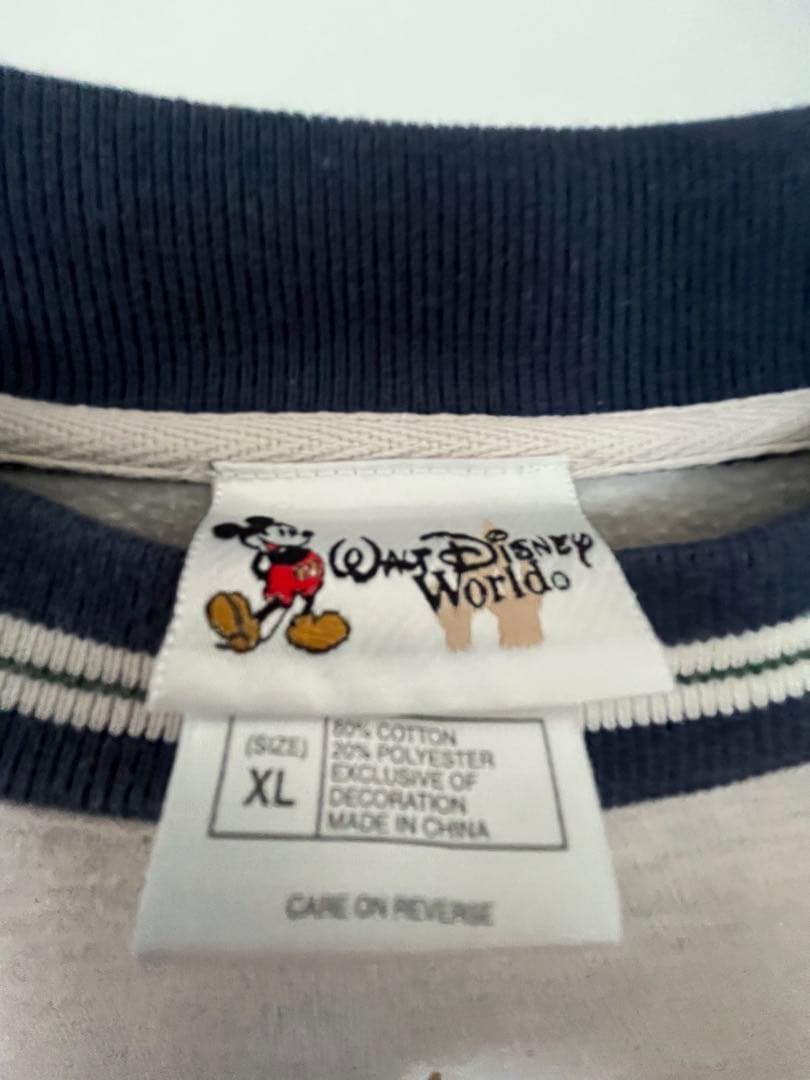 WALT DISNEY
World
(SIZE)
XL
80% COTTON
20% POLYESTER
EXCLUSIVE OF
DECORATION
MADE IN CHINA
CARE ON REVERSE